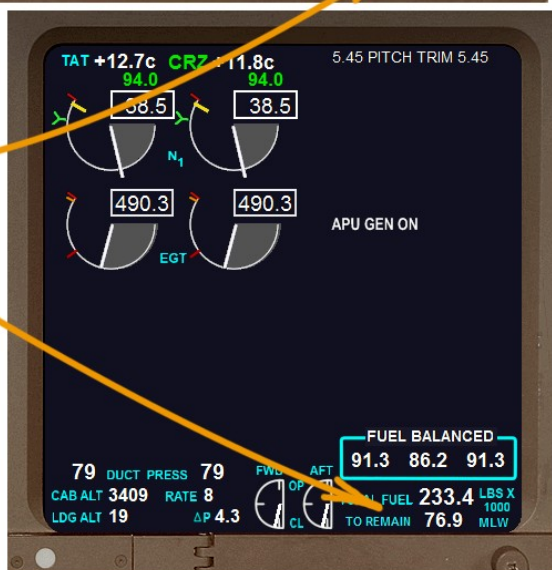 TAT +12.7c CRZ +11.8c 5.45 PITCH TRIM 5.45
94.0 94.0
38.5 38.5
N1
490.3 490.3
APU GEN ON
EGT
FUEL BALANCED
91.3 86.2 91.3
79 DUCT PRESS 79 FWD AFT
OP
CAB ALT 3409 RATE 8 FUEL 233.4 LBS X
1000
LDG ALT 19 ΔP 4.3 CL TO REMAIN 76.9 MLW